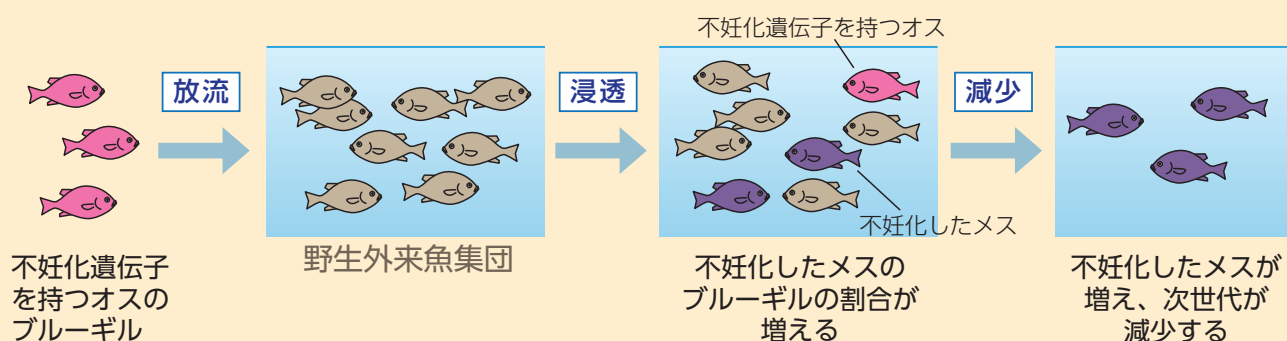 不妊化遺伝子を持つオス
放流
浸透
減少
不妊化したメス
不妊化遺伝子
を持つオスの
ブルーギル
野生外来魚集団
不妊化したメスの
ブルーギルの割合が
増える
不妊化したメスが
増え、次世代が
減少する